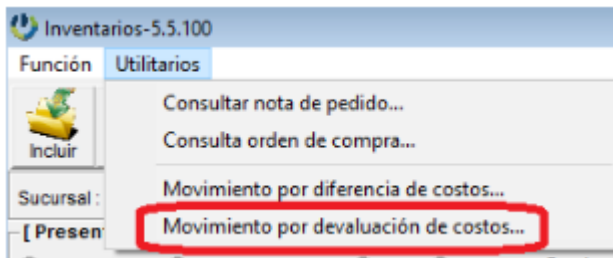 Inventarios-5.5.100
Función Utilitarios
Consultar nota de pedido...
Consulta orden de compra...
Incluir
Movimiento por diferencia de costos...
Sucursal :
Movimiento por devaluación de costos...
[ Presen